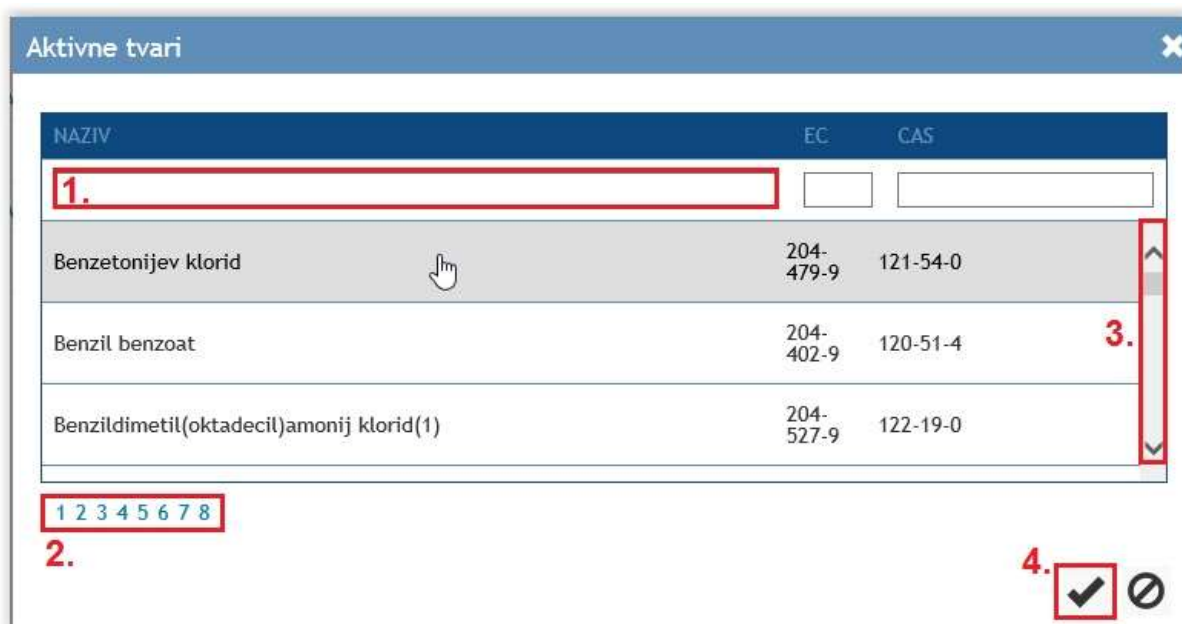 Aktivne tvari
NAZIV EC CAS
1.
Benzetonijev klorid 204-479-9 121-54-0
Benzil benzoat 204-402-9 120-51-4
3.
Benzildimetil(oktadecil)amonij klorid(1) 204-527-9 122-19-0
1 2 3 4 5 6 7 8
2.
4.